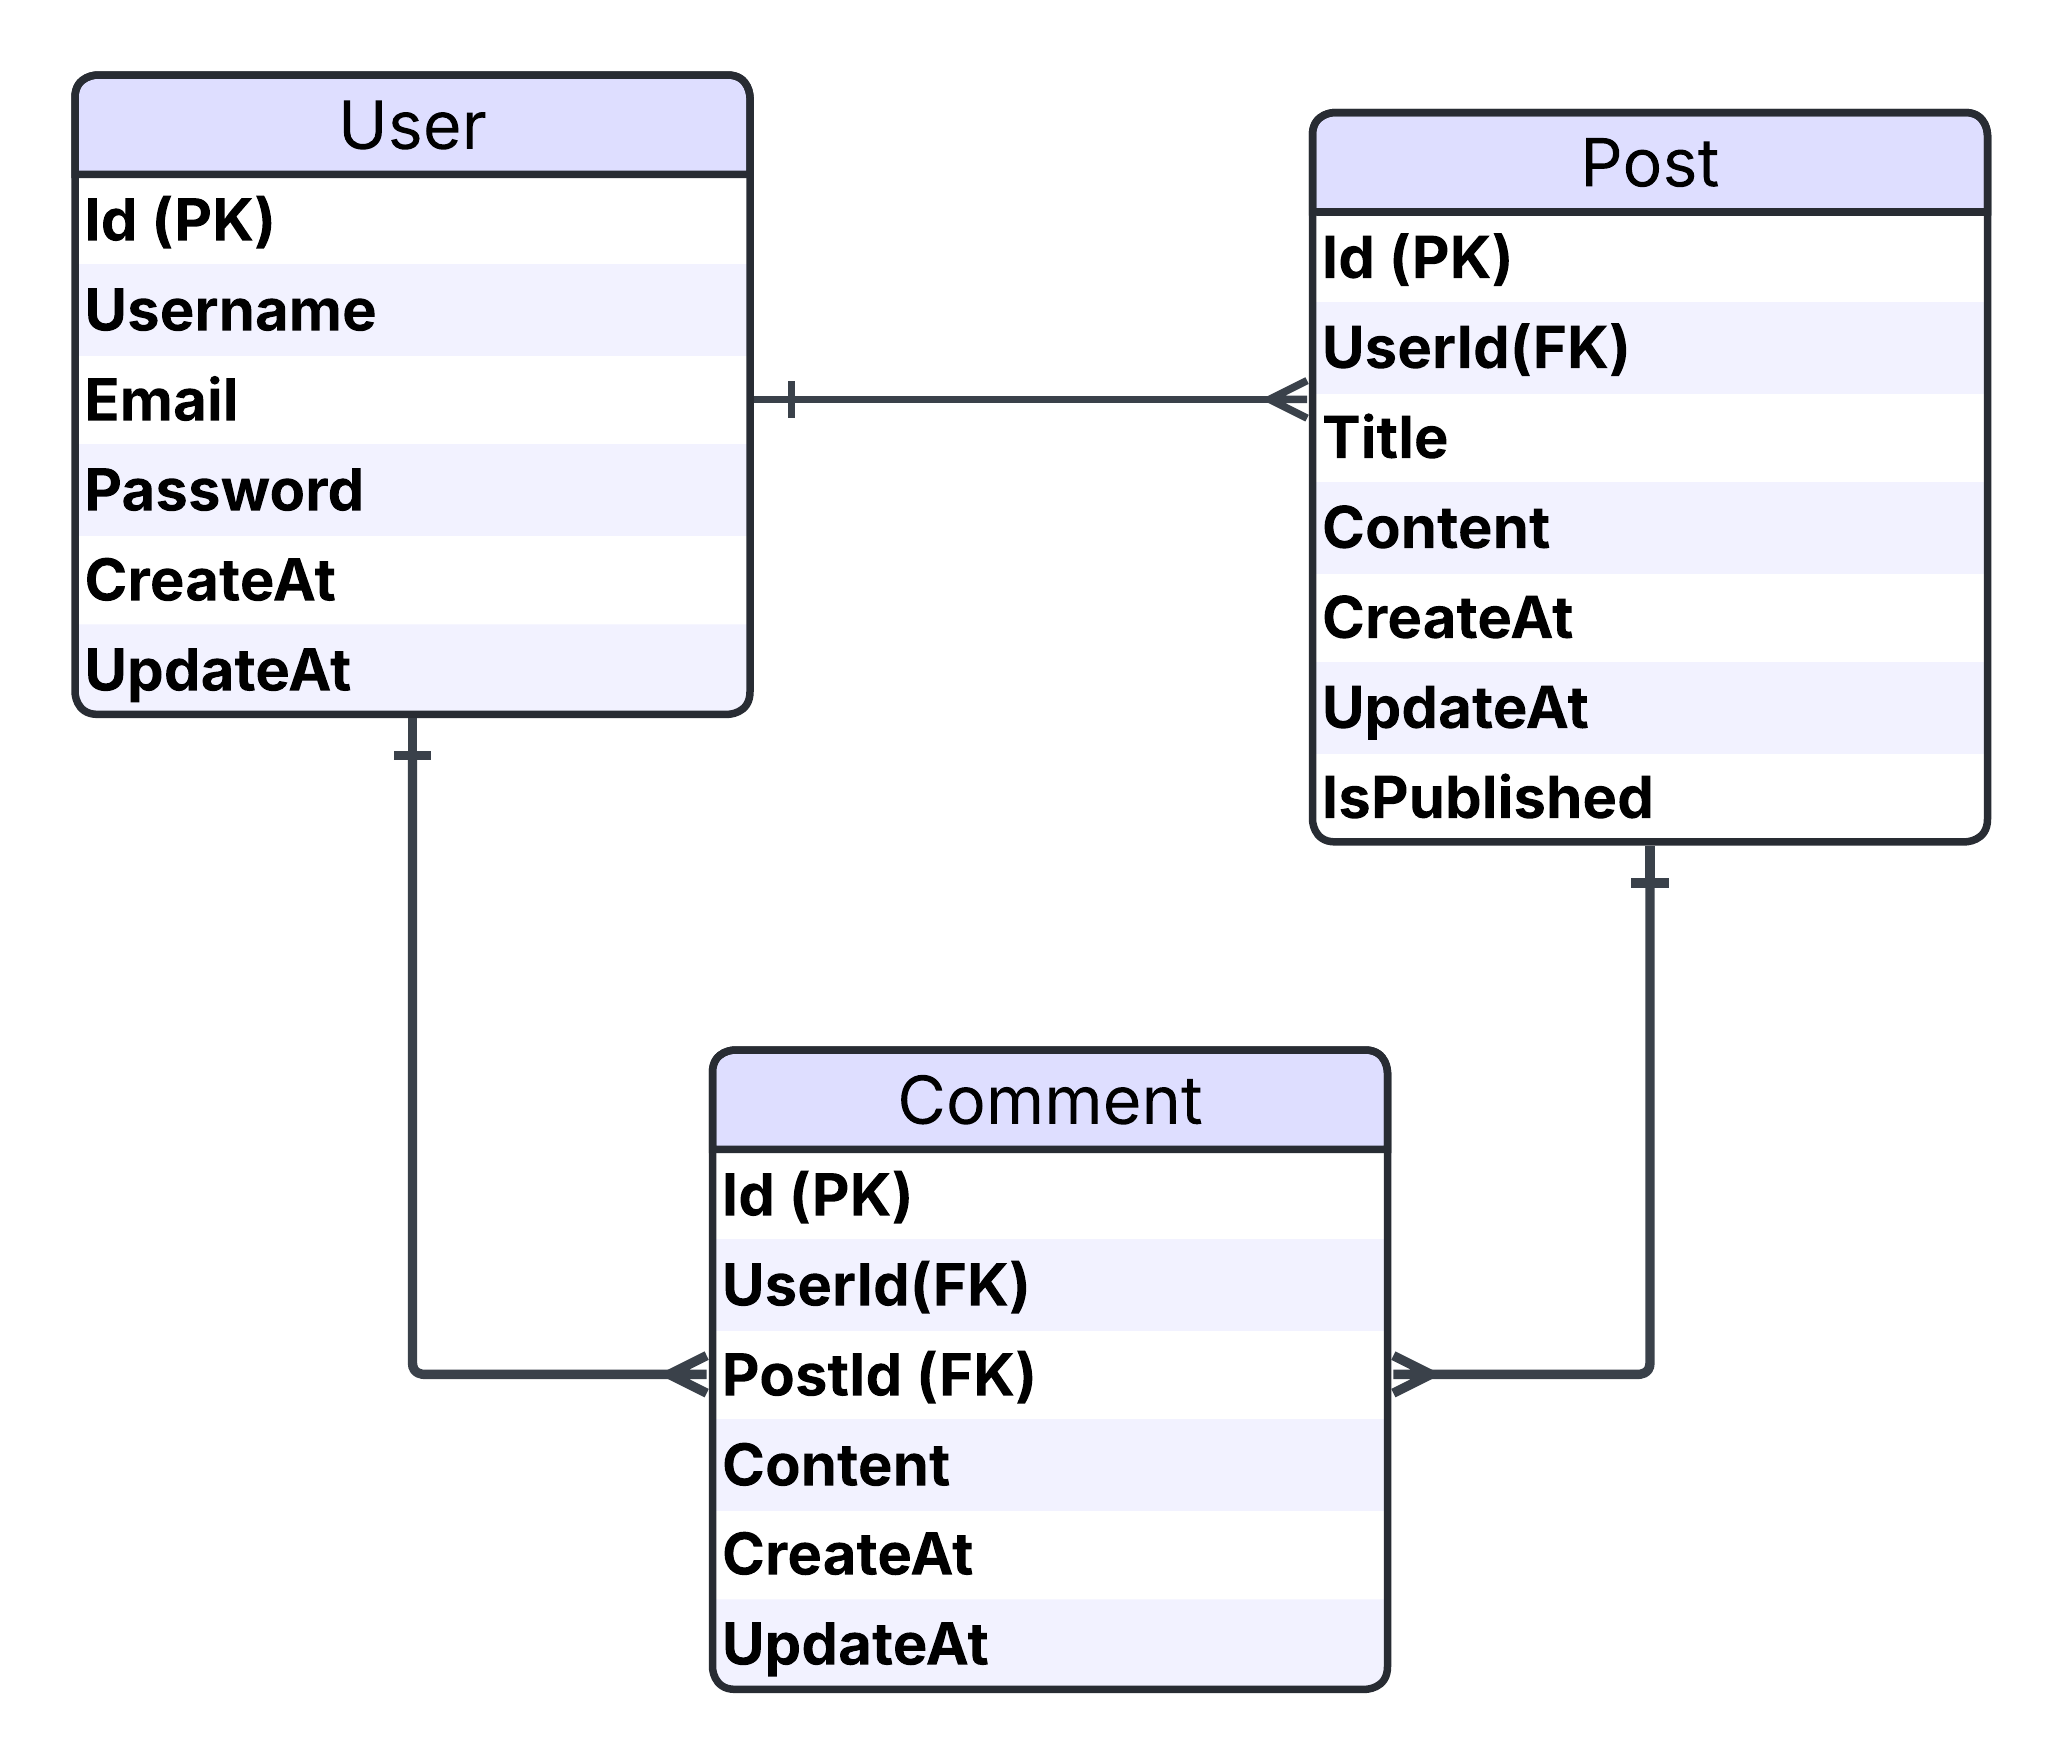 User
Id (PK)
Username
Email
Password
CreateAt
UpdateAt
Post
Id (PK)
UserId(FK)
Title
Content
CreateAt
UpdateAt
IsPublished
Comment
Id (PK)
UserId(FK)
PostId (FK)
Content
CreateAt
UpdateAt